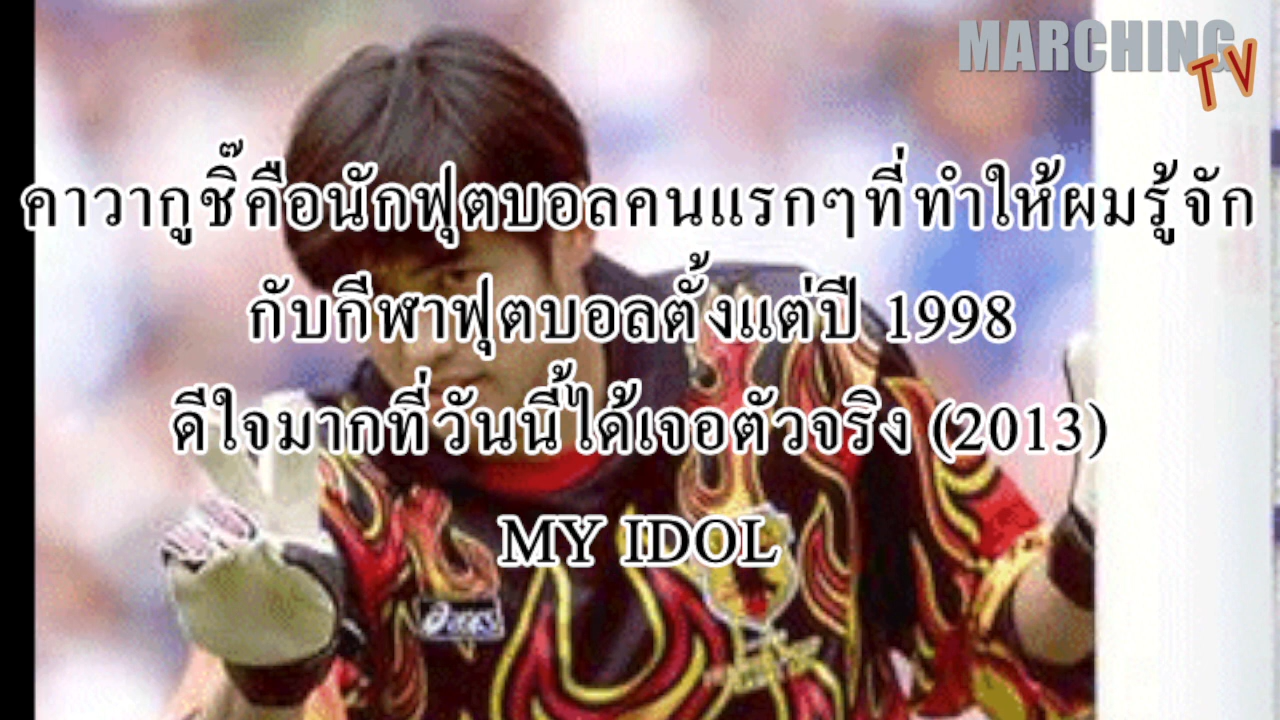 MARCHING TV
คาวากูชิ๊คือนักฟุตบอลคนแรกๆที่ทำให้ผมรู้จัก
กับกีฬาฟุตบอลตั้งแต่ปี 1998
ดีใจมากที่วันนี้ได้เจอตัวจริง (2013)
MY IDOL
asics